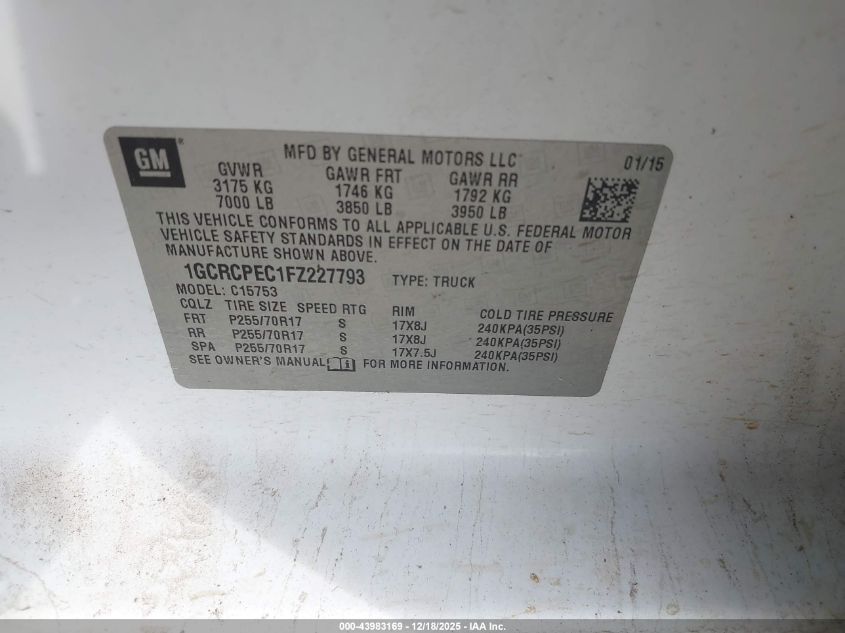 GM ®
MFD BY GENERAL MOTORS LLC 01/15
GVWR GAWR FRT GAWR RR
3175 KG 1746 KG 1792 KG
7000 LB 3850 LB 3950 LB
THIS VEHICLE CONFORMS TO ALL APPLICABLE U.S. FEDERAL MOTOR
VEHICLE SAFETY STANDARDS IN EFFECT ON THE DATE OF
MANUFACTURE SHOWN ABOVE.
1GCRCPEC1FZ227793 TYPE: TRUCK
MODEL: C15753
CQLZ TIRE SIZE SPEED RTG RIM COLD TIRE PRESSURE
FRT P255/70R17 S 17X8J 240KPA(35PSI)
RR P255/70R17 S 17X8J 240KPA(35PSI)
SPA P255/70R17 S 17X7.5J 240KPA(35PSI)
SEE OWNER'S MANUAL FOR MORE INFORMATION.
000-43983169 - 12/18/2025 - IAA Inc.